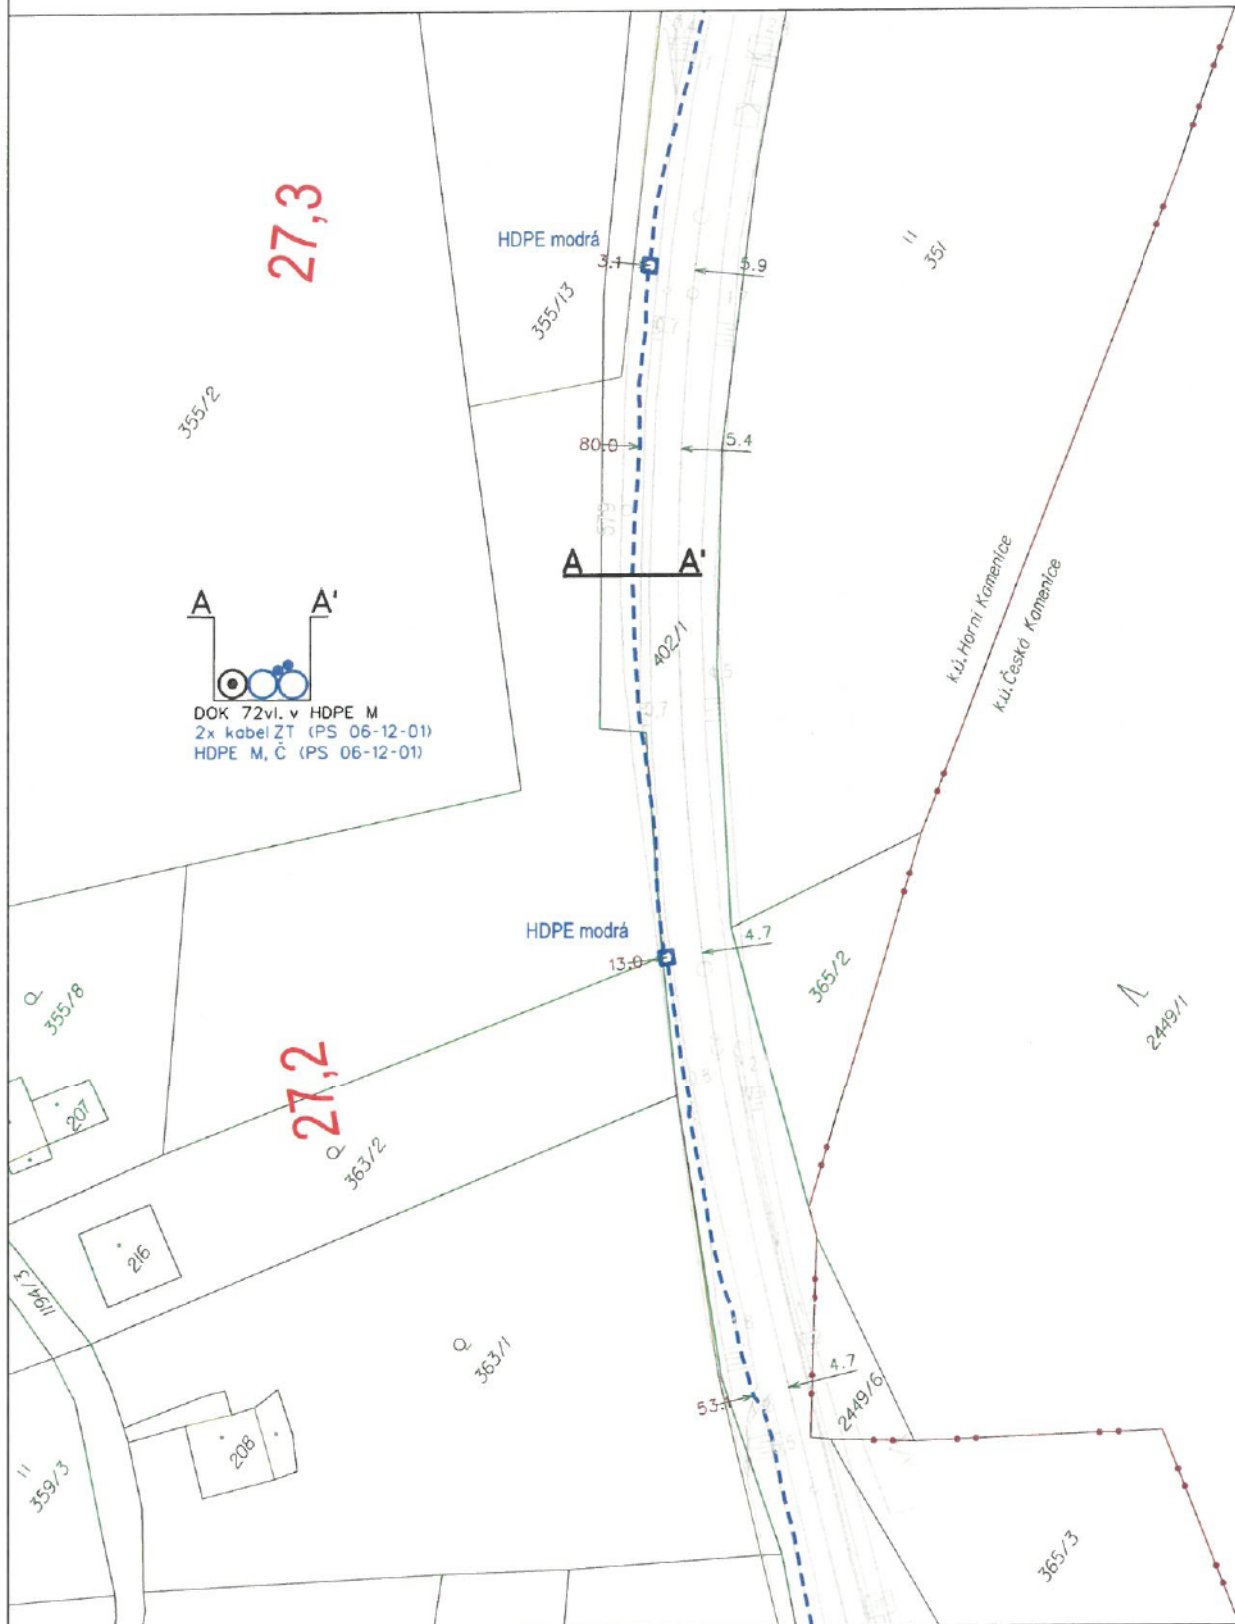 27,3
HDPE modrá
3.1
5.9
II
351
355/13
355/2
80.0
5.4
579
A A'
A A'
402/1
k.ú.Horní Kamenice
k.ú.Česká Kamenice
DOK 72vl. v HDPE M
2x kabel ZT (PS 06-12-01)
HDPE M, Č (PS 06-12-01)
HDPE modrá
13.0
4.7
365/2
2449/1
355/8
27,2
207
363/2
216
1194/3
363/1
4.7
53.1
2449/6
208
II
359/3
365/3